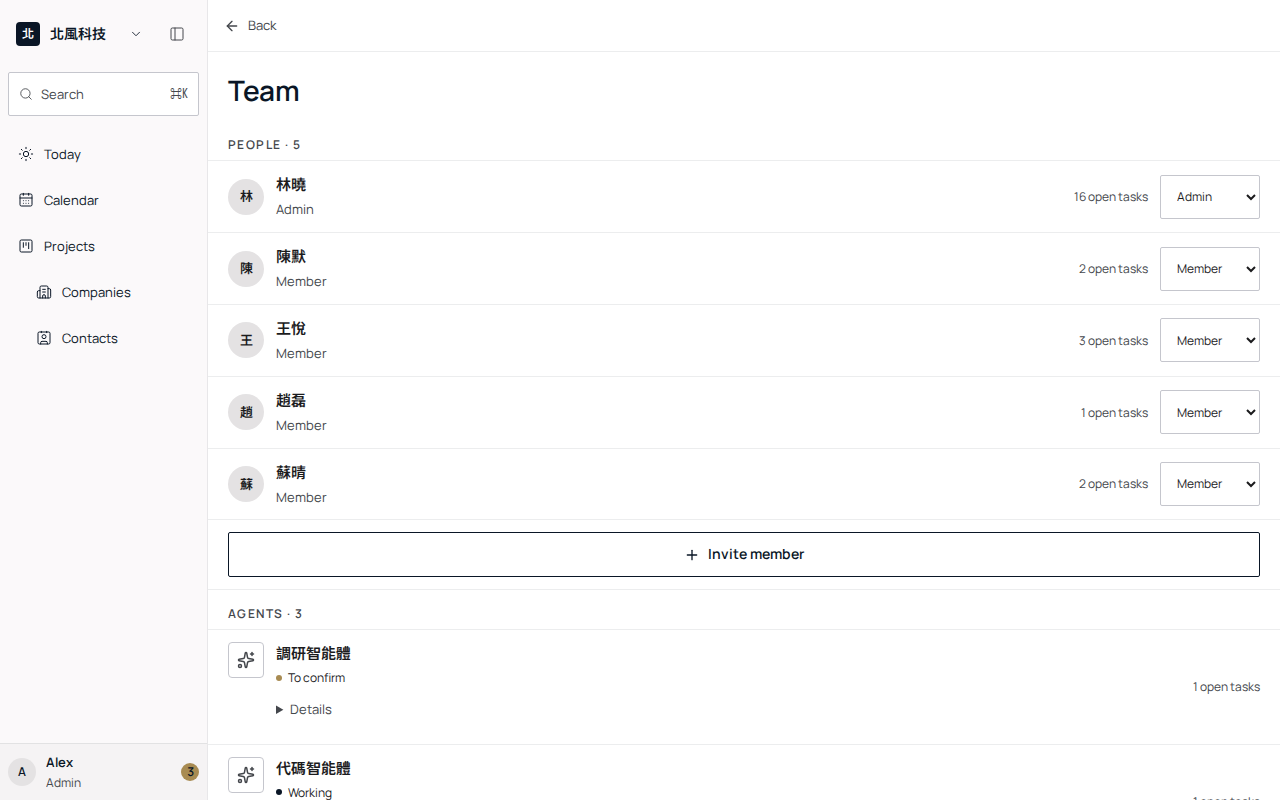 北 北風科技
Search ⌘K
Today
Calendar
Projects
Companies
Contacts
A Alex
Admin
3
Back
Team
PEOPLE · 5
林 林曉
Admin
16 open tasks
Admin
陳 陳默
Member
2 open tasks
Member
王 王悅
Member
3 open tasks
Member
趙 趙磊
Member
1 open tasks
Member
蘇 蘇晴
Member
2 open tasks
Member
Invite member
AGENTS · 3
調研智能體
To confirm
Details
1 open tasks
代碼智能體
Working
1 open tasks